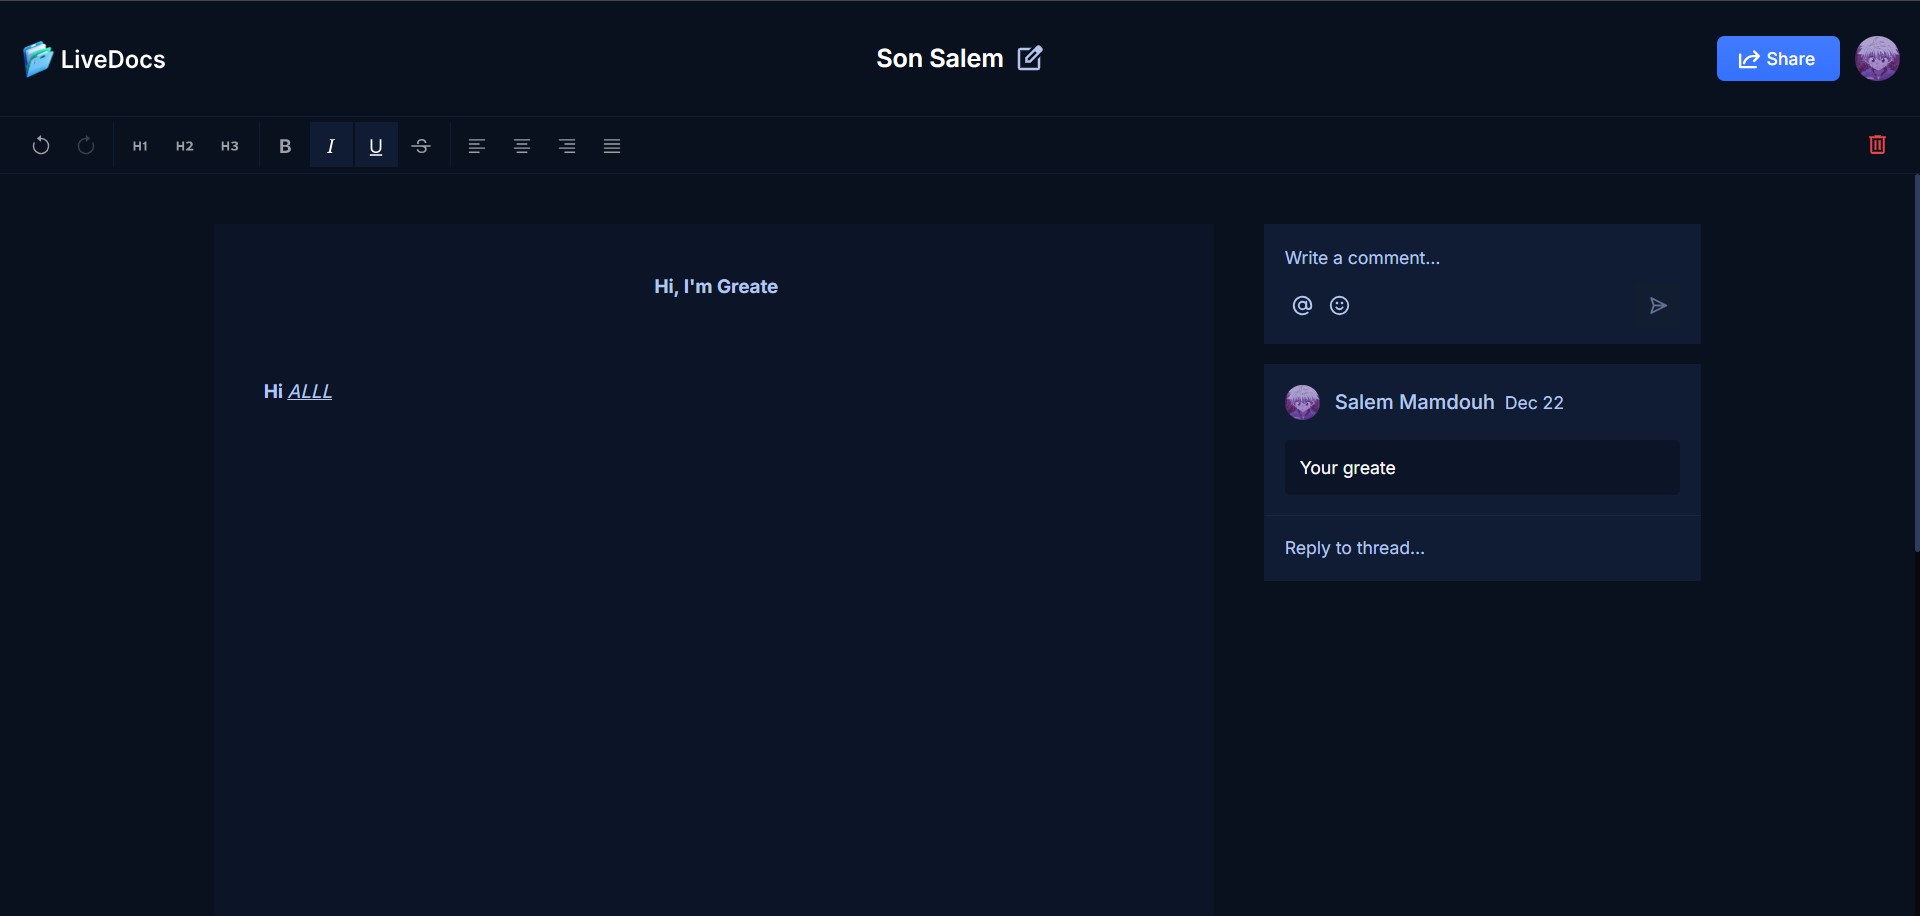 LiveDocs
Son Salem
Share
H1 H2 H3 B I U S
Hi, I'm Greate
Hi ALLL
Write a comment...
Salem Mamdouh Dec 22
Your greate
Reply to thread...